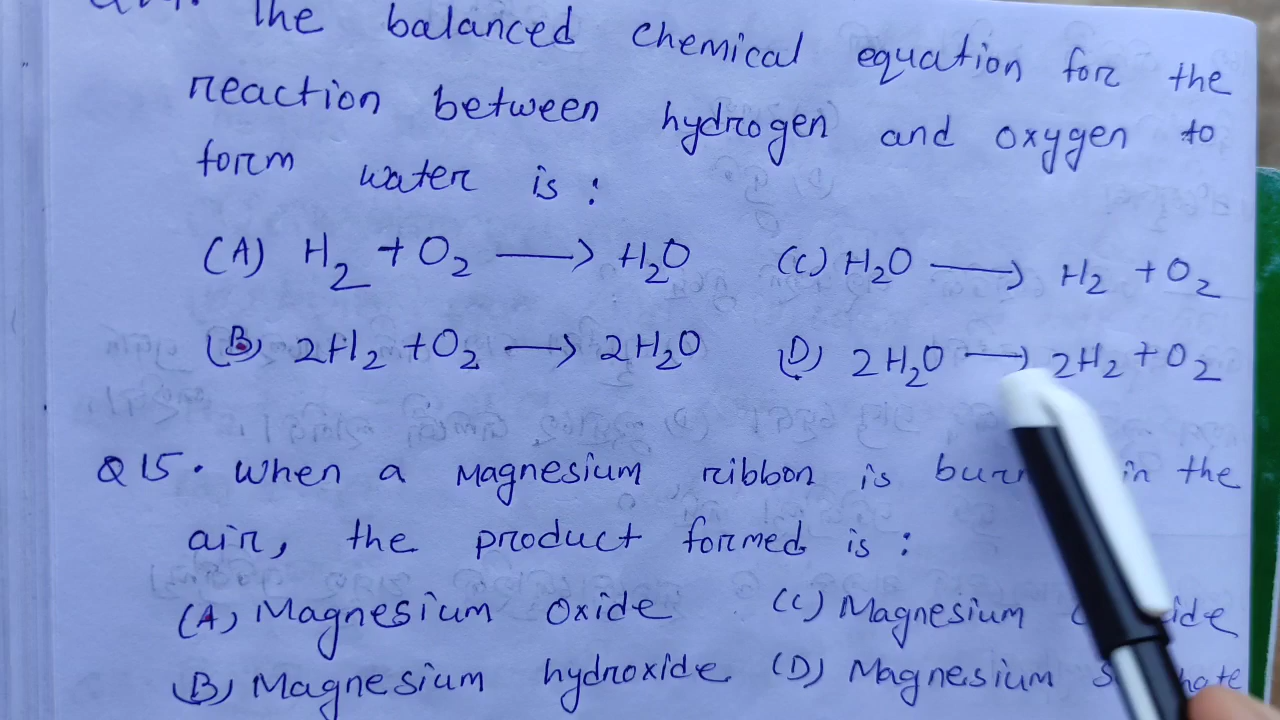 The balanced chemical equation for the
reaction between hydrogen and oxygen to
form water is :
(A) H₂ + O₂ ⟶ H₂O (C) H₂O ⟶ H₂ + O₂
(B) 2H₂ + O₂ ⟶ 2H₂O (D) 2H₂O ⟶ 2H₂ + O₂
Q15. When a Magnesium ribbon is in the
air, the product formed is :
(A) Magnesium Oxide (C) Magnesium
(B) Magnesium hydroxide (D) Magnesium